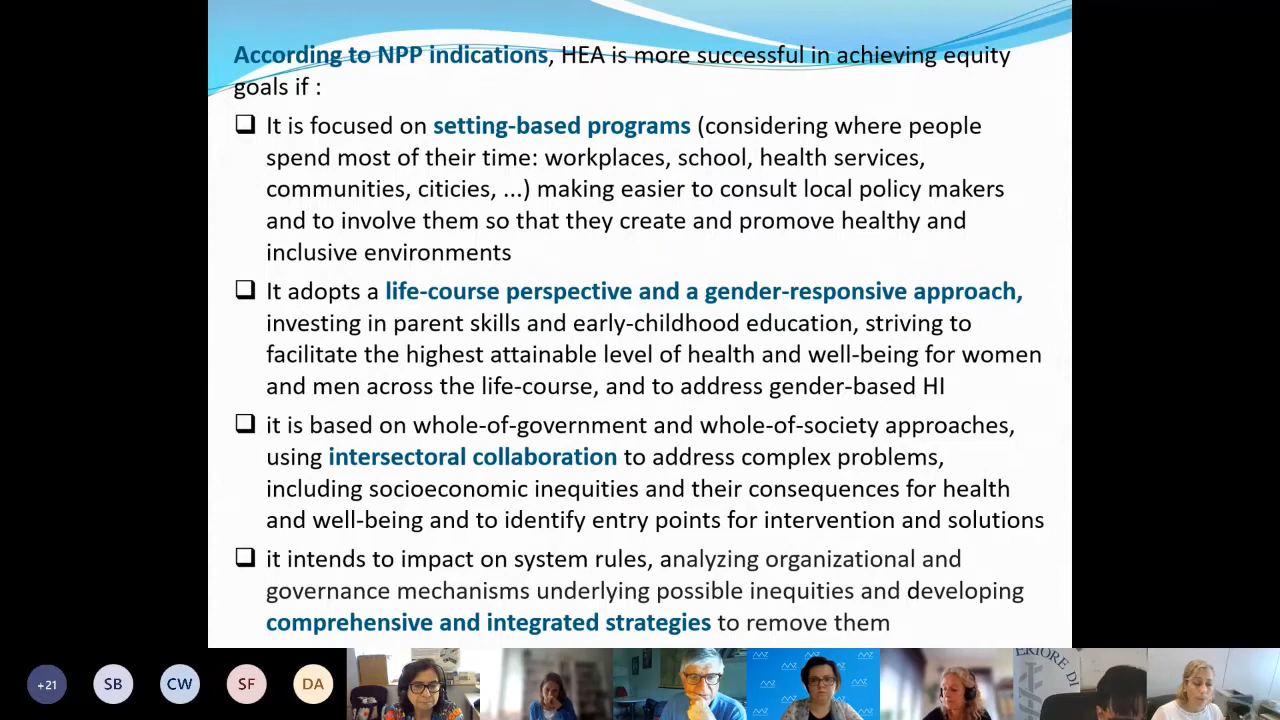 According to NPP indications, HEA is more successful in achieving equity
goals if :
It is focused on setting-based programs (considering where people
spend most of their time: workplaces, school, health services,
communities, citicies, ...) making easier to consult local policy makers
and to involve them so that they create and promove healthy and
inclusive environments
It adopts a life-course perspective and a gender-responsive approach,
investing in parent skills and early-childhood education, striving to
facilitate the highest attainable level of health and well-being for women
and men across the life-course, and to address gender-based HI
it is based on whole-of-government and whole-of-society approaches,
using intersectoral collaboration to address complex problems,
including socioeconomic inequities and their consequences for health
and well-being and to identify entry points for intervention and solutions
it intends to impact on system rules, analyzing organizational and
governance mechanisms underlying possible inequities and developing
comprehensive and integrated strategies to remove them
+21 SB CW SF DA
ERIORE DI